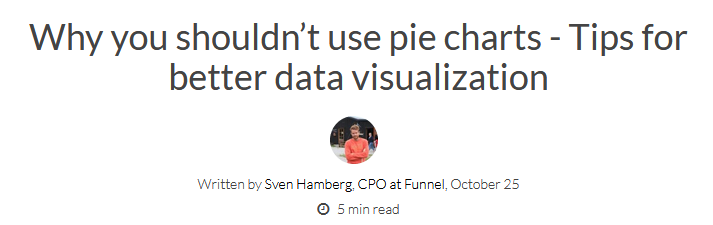 Why you shouldn’t use pie charts - Tips for
better data visualization
Written by Sven Hamberg, CPO at Funnel, October 25
5 min read